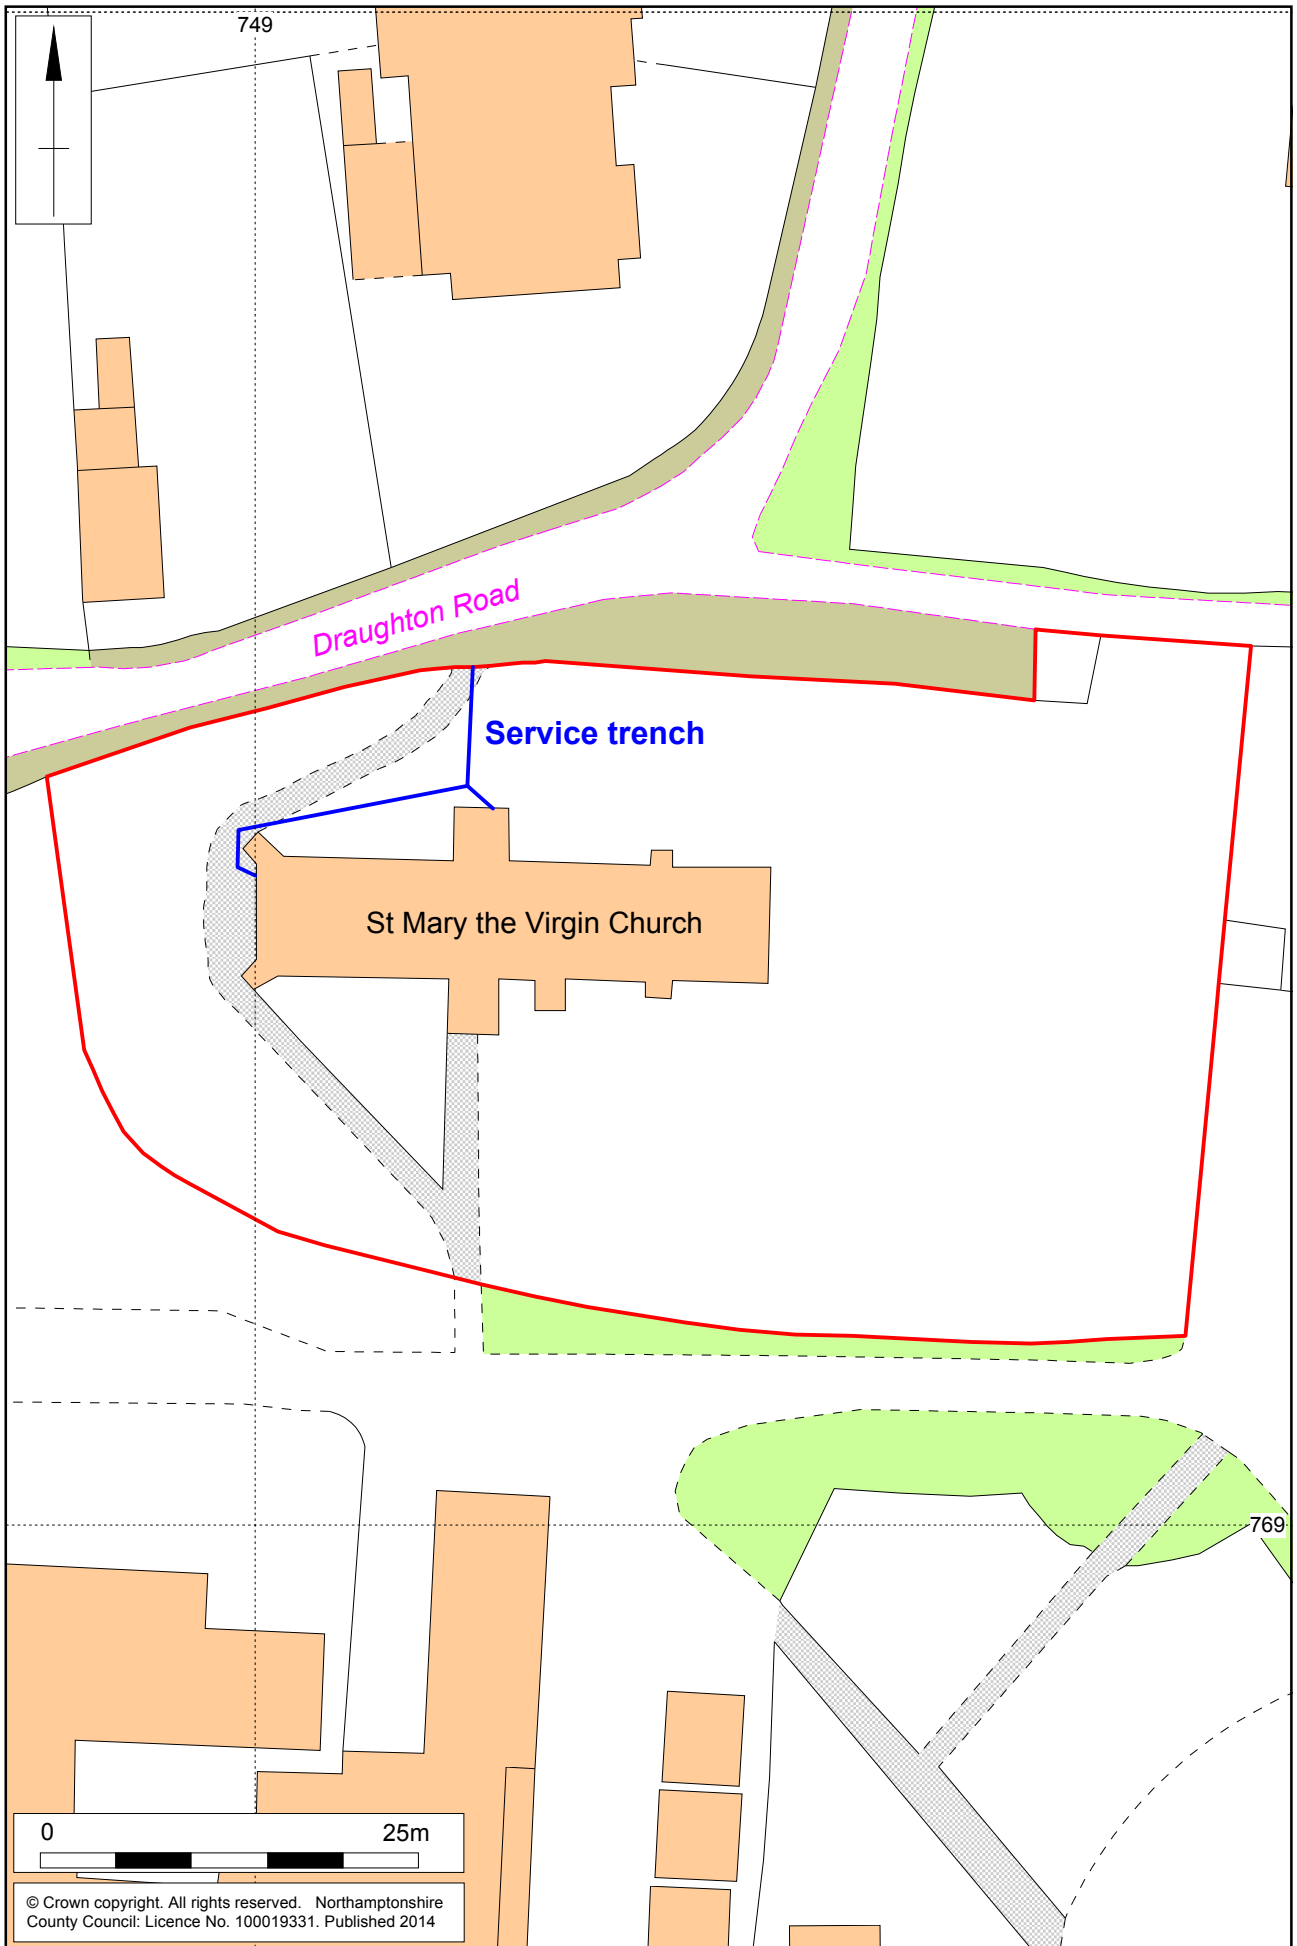 749
Draughton Road
Service trench
St Mary the Virgin Church
769
0 25m
© Crown copyright. All rights reserved. Northamptonshire
County Council: Licence No. 100019331. Published 2014